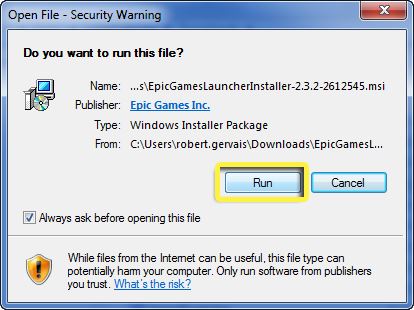 Open File - Security Warning
Do you want to run this file?
Name: ...s\EpicGamesLauncherInstaller-2.3.2-2612545.msi
Publisher: Epic Games Inc.
Type: Windows Installer Package
From: C:\Users\robert.gervais\Downloads\EpicGamesL...
Run Cancel
Always ask before opening this file
While files from the Internet can be useful, this file type can
potentially harm your computer. Only run software from publishers
you trust. What's the risk?